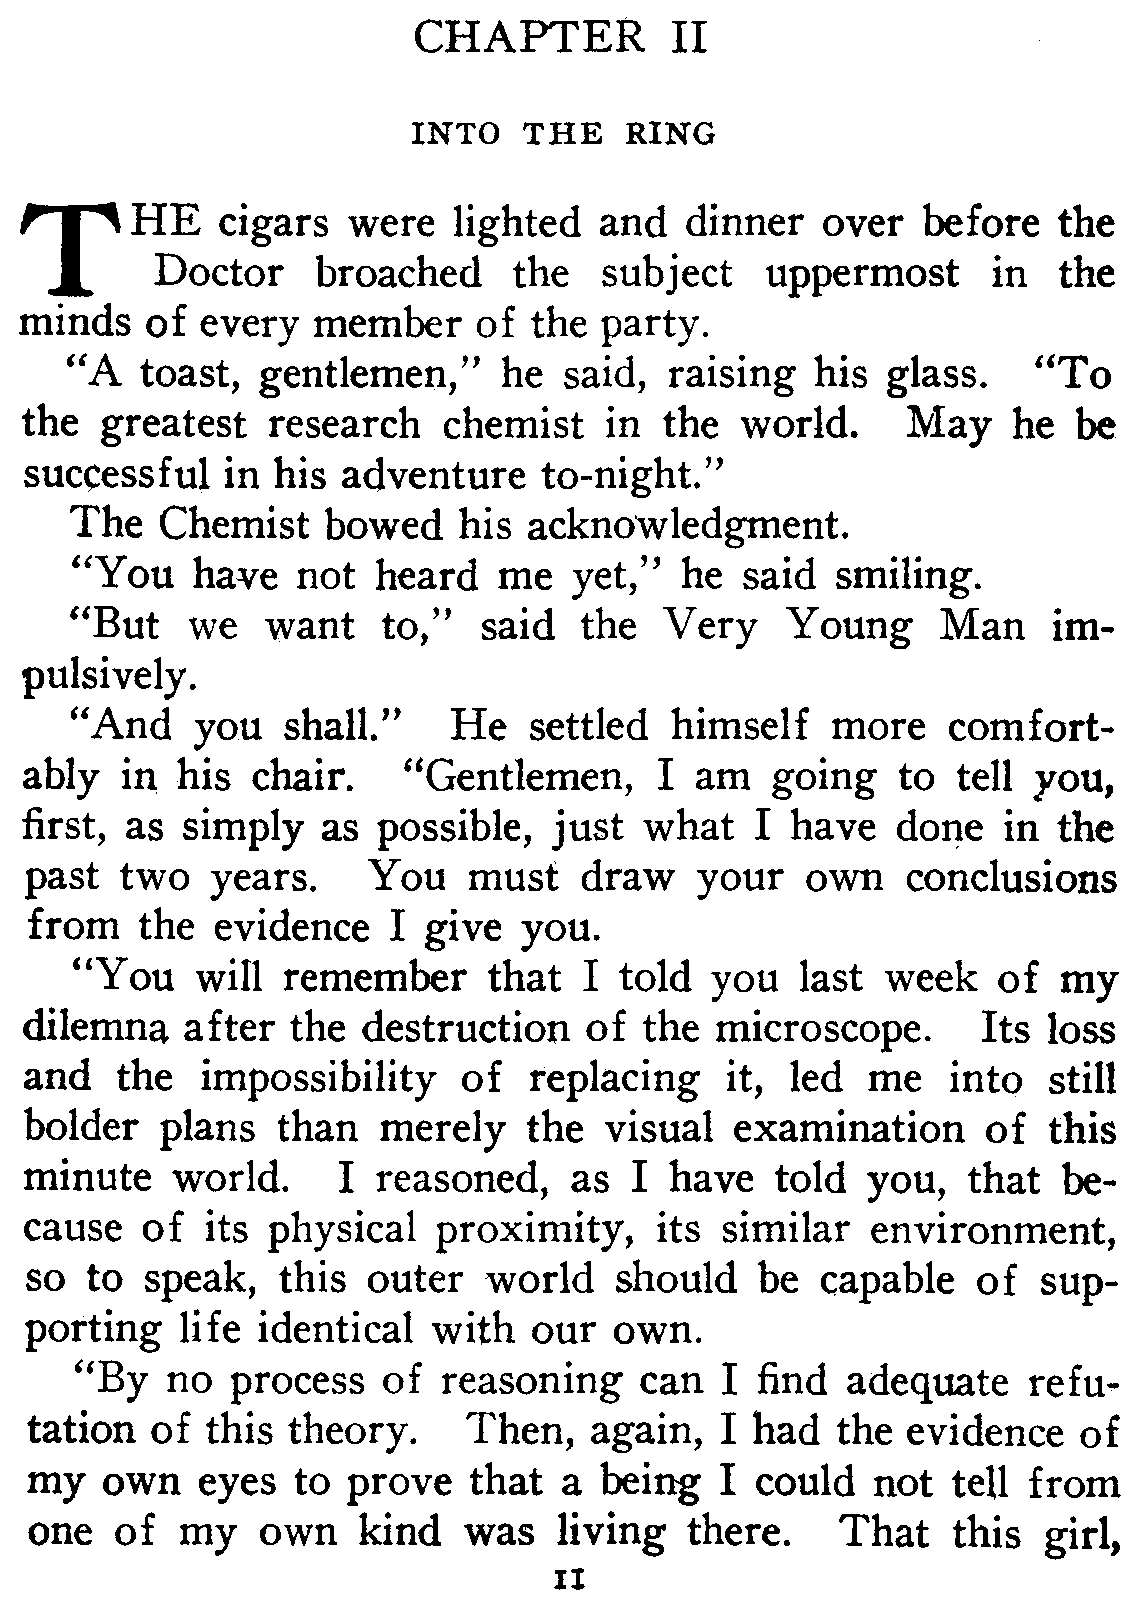 CHAPTER II
INTO THE RING
THE cigars were lighted and dinner over before the
Doctor broached the subject uppermost in the
minds of every member of the party.
“A toast, gentlemen,” he said, raising his glass. “To
the greatest research chemist in the world. May he be
successful in his adventure to-night.”
The Chemist bowed his acknowledgment.
“You have not heard me yet,” he said smiling.
“But we want to,” said the Very Young Man im-
pulsively.
“And you shall.” He settled himself more comfort-
ably in his chair. “Gentlemen, I am going to tell you,
first, as simply as possible, just what I have done in the
past two years. You must draw your own conclusions
from the evidence I give you.
“You will remember that I told you last week of my
dilemna after the destruction of the microscope. Its loss
and the impossibility of replacing it, led me into still
bolder plans than merely the visual examination of this
minute world. I reasoned, as I have told you, that be-
cause of its physical proximity, its similar environment,
so to speak, this outer world should be capable of sup-
porting life identical with our own.
“By no process of reasoning can I find adequate refu-
tation of this theory. Then, again, I had the evidence of
my own eyes to prove that a being I could not tell from
one of my own kind was living there. That this girl,
11